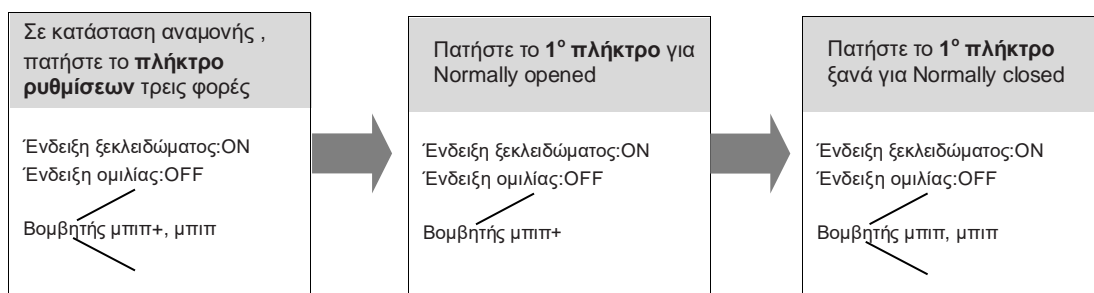 Σε κατάσταση αναμονής ,
πατήστε το πλήκτρο
ρυθμίσεων τρεις φορές
Ένδειξη ξεκλειδώματος:ON
Ένδειξη ομιλίας:OFF
Βομβητής μπιπ+, μπιπ
Πατήστε το 1ο πλήκτρο για
Normally opened
Ένδειξη ξεκλειδώματος:ON
Ένδειξη ομιλίας:OFF
Βομβητής μπιπ+
Πατήστε το 1ο πλήκτρο
ξανά για Normally closed
Ένδειξη ξεκλειδώματος:ON
Ένδειξη ομιλίας:OFF
Βομβητής μπιπ, μπιπ